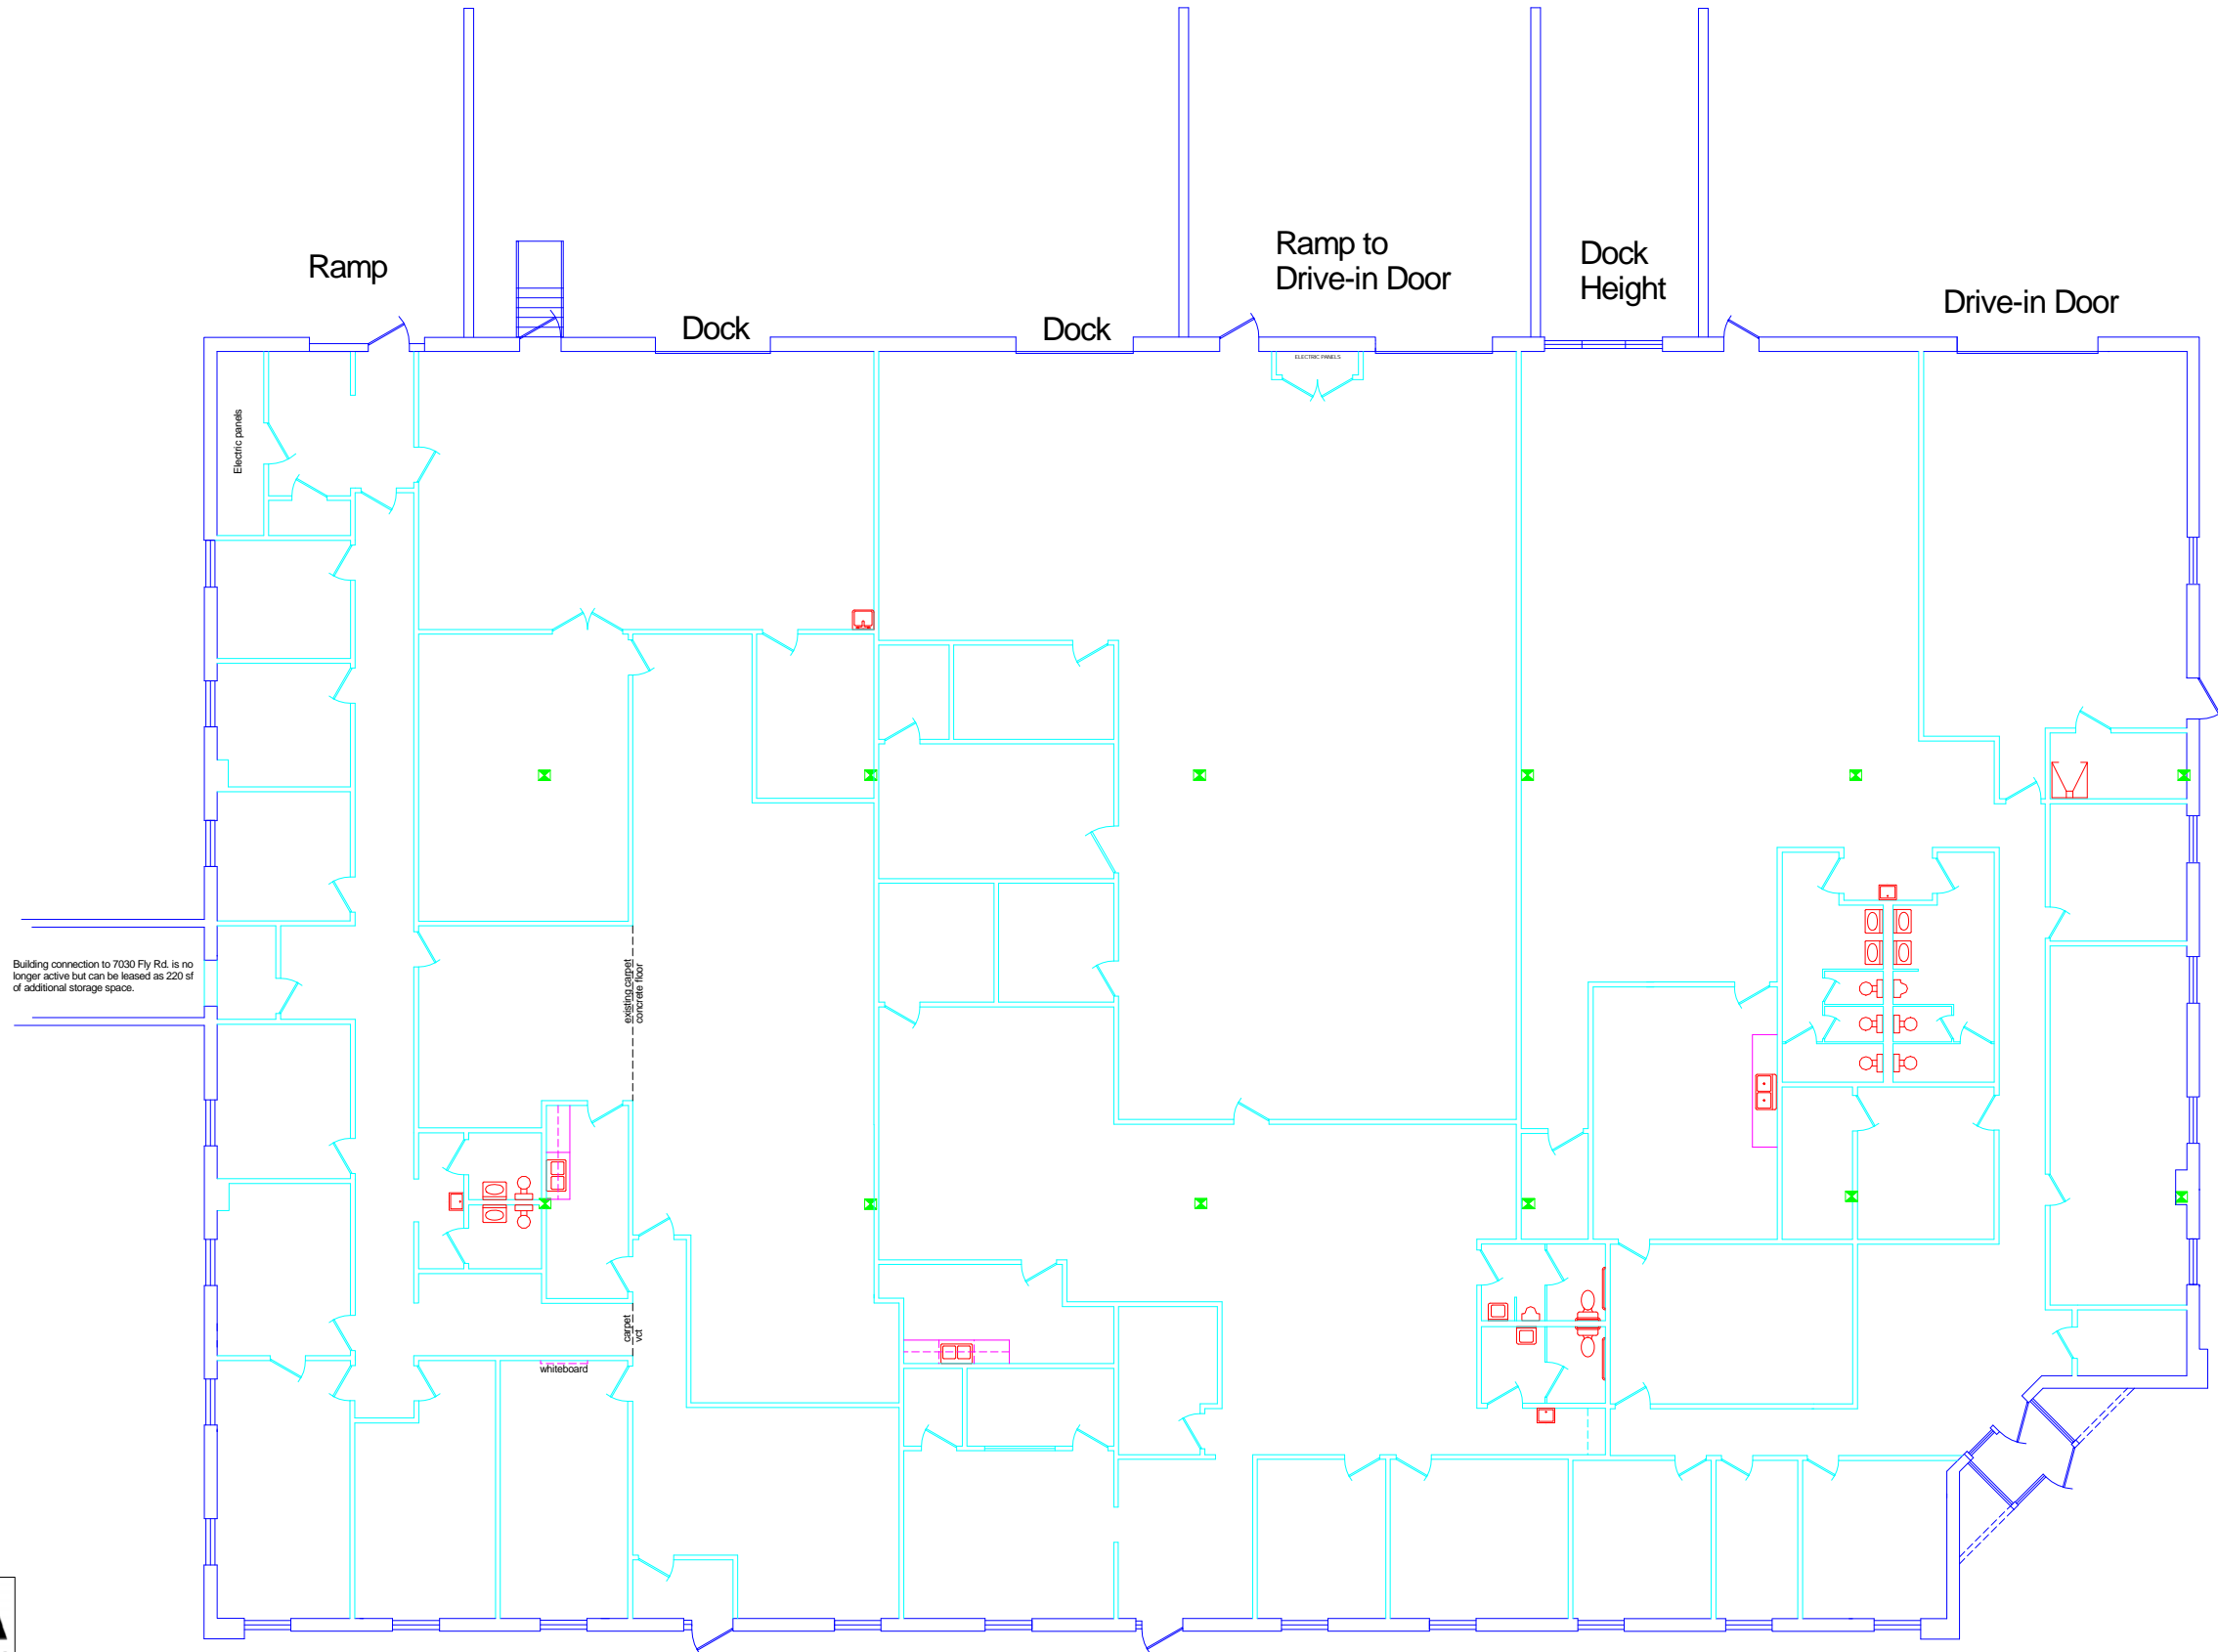 Ramp
Dock
Dock
Ramp to
Drive-in Door
Dock
Height
Drive-in Door
ELECTRIC PANELS
Electric panels
Building connection to 7030 Fly Rd. is no
longer active but can be leased as 220 sf
of additional storage space.
existing carpet
concrete floor
carpet
vct
whiteboard